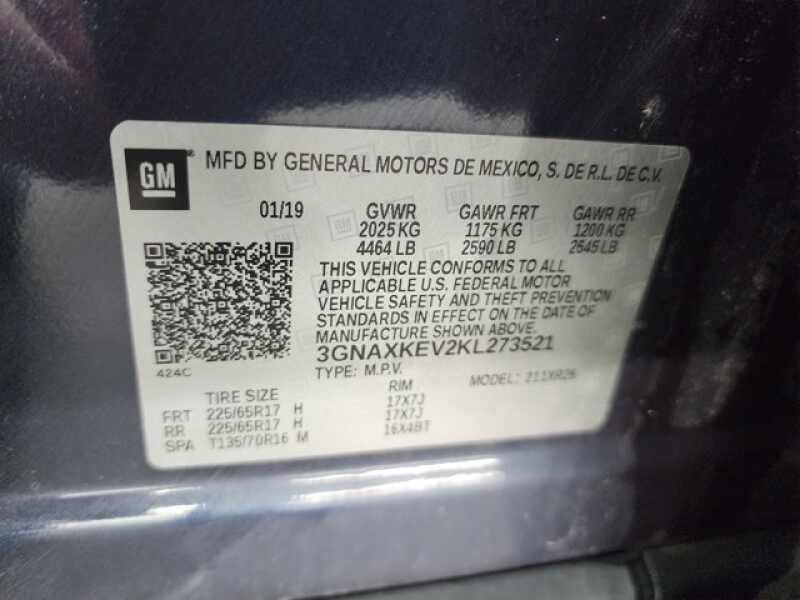 GM
MFD BY GENERAL MOTORS DE MEXICO, S. DE R.L. DE C.V.
01/19 GVWR GAWR FRT GAWR RR
2025 KG 1175 KG 1200 KG
4464 LB 2590 LB 2645 LB
THIS VEHICLE CONFORMS TO ALL
APPLICABLE U.S. FEDERAL MOTOR
VEHICLE SAFETY AND THEFT PREVENTION
STANDARDS IN EFFECT ON THE DATE OF
MANUFACTURE SHOWN ABOVE.
3GNAXKEV2KL273521
424C
TYPE: M.P.V. MODEL: 211XR26
TIRE SIZE RIM
FRT 225/65R17 H 17X7J
RR 225/65R17 H 17X7J
SPA T135/70R16 M 16X4BT